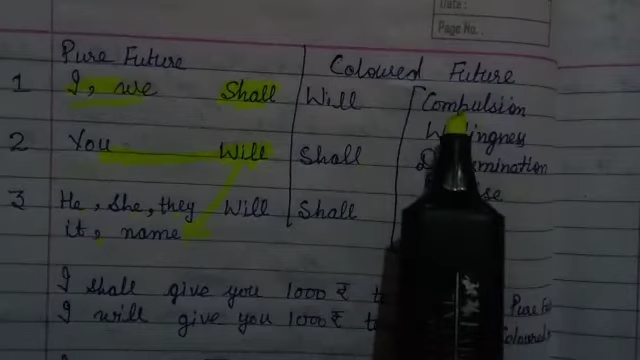 Date :
Page No. :
Pure Future
Coloured Future
1 I, we Shall Will Compulsion
2 You Will Shall
3 He, she, they Will Shall
it, name
I shall give you 1000 ₹
I will give you 1000 ₹